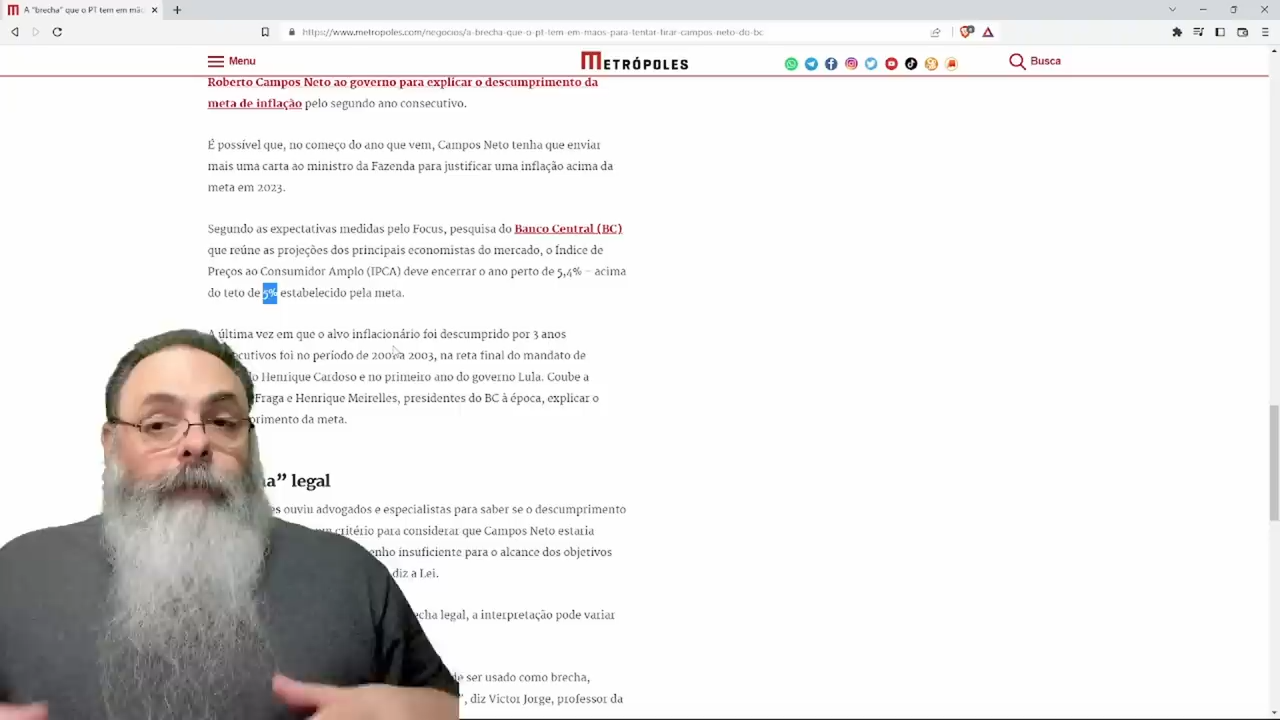 A "brecha" que o PT tem em mão
https://www.metropoles.com/negocios/a-brecha-que-o-pt-tem-em-maos-para-tentar-tirar-campos-neto-do-bc
Menu
METRÓPOLES
Busca
Roberto Campos Neto ao governo para explicar o descumprimento da
meta de inflação pelo segundo ano consecutivo.
É possível que, no começo do ano que vem, Campos Neto tenha que enviar
mais uma carta ao ministro da Fazenda para justificar uma inflação acima da
meta em 2023.
Segundo as expectativas medidas pelo Focus, pesquisa do Banco Central (BC)
que reúne as projeções dos principais economistas do mercado, o Índice de
Preços ao Consumidor Amplo (IPCA) deve encerrar o ano perto de 5,4% – acima
do teto de 5% estabelecido pela meta.
A última vez em que o alvo inflacionário foi descumprido por 3 anos
ecutivos foi no período de 2001 a 2003, na reta final do mandato de
do Henrique Cardoso e no primeiro ano do governo Lula. Coube a
Fraga e Henrique Meirelles, presidentes do BC à época, explicar o
primento da meta.
a” legal
es ouviu advogados e especialistas para saber se o descumprimento
um critério para considerar que Campos Neto estaria
enho insuficiente para o alcance dos objetivos
diz a Lei.
echa legal, a interpretação pode variar
de ser usado como brecha,
”, diz Victor Jorge, professor da